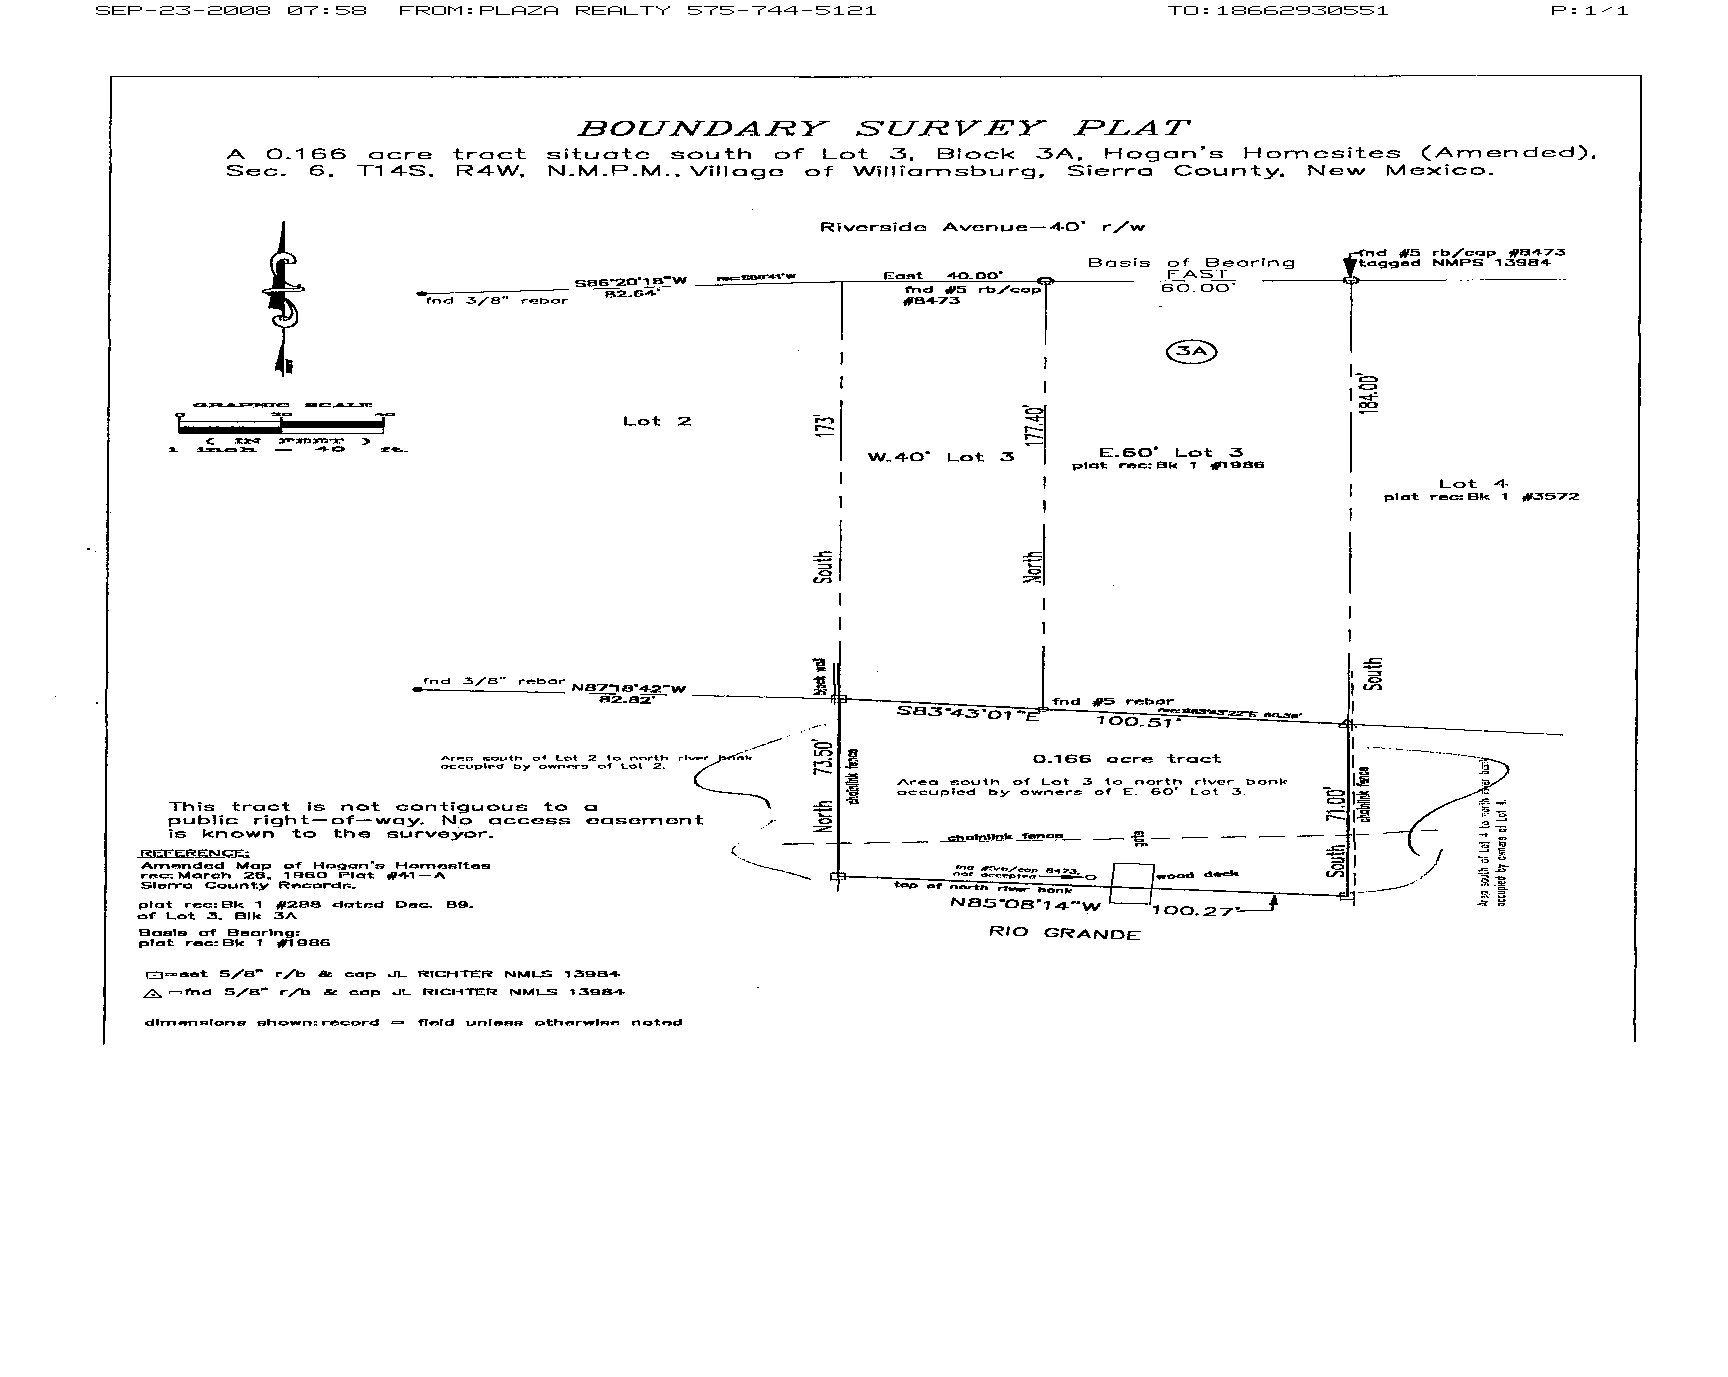 SEP-23-2008 07:58 FROM:PLAZA REALTY 575-744-5121 TO:18662930551 P:1/1
BOUNDARY SURVEY PLAT
A 0.166 acre tract situate south of Lot 3, Block 3A, Hogan's Homesites (Amended),
Sec. 6, T14S, R4W, N.M.P.M., Village of Williamsburg, Sierra County, New Mexico.
Riverside Avenue—40' r/w
fnd #5 rb/cap #8473
tagged NMPS 13984
Basis of Bearing
EAST
60.00'
S86°20'18"W
82.64'
East 40.00'
fnd #5 rb/cap
#8473
fnd 3/8" rebar
3A
GRAPHIC SCALE
0 20 40
( IN FEET )
1 inch = 40 ft.
Lot 2
173'
177.40'
184.00'
W.40' Lot 3
E.60' Lot 3
plat rec:Bk 1 #1986
Lot 4
plat rec:Bk 1 #3572
South
North
South
block wall
fnd 3/8" rebar
N87°18'42"W
82.82'
S83°43'01"E
100.51'
fnd #5 rebar
Area south of Lot 2 to north river bank
occupied by owners of Lot 2.
North 73.50'
chainlink fence
0.166 acre tract
Area south of Lot 3 to north river bank
occupied by owners of E. 60' Lot 3.
South 71.00'
chainlink fence
Area south of Lot 4 to north river bank
occupied by owners of Lot 4.
chainlink fence
gate
This tract is not contiguous to a
public right—of—way. No access easement
is known to the surveyor.
REFERENCE:
Amended Map of Hogan's Homesites
rec:March 28, 1960 Plat #41—A
Sierra County Records.
plat rec:Bk 1 #288 dated Dec. 89.
of Lot 3, Blk 3A
Basis of Bearing:
plat rec:Bk 1 #1986
not accepted
wood deck
top of north river bank
N85°08'14"W
100.27'
RIO GRANDE
=set 5/8" r/b & cap JL RICHTER NMLS 13984
—fnd 5/8" r/b & cap JL RICHTER NMLS 13984
dimensions shown:record = field unless otherwise noted